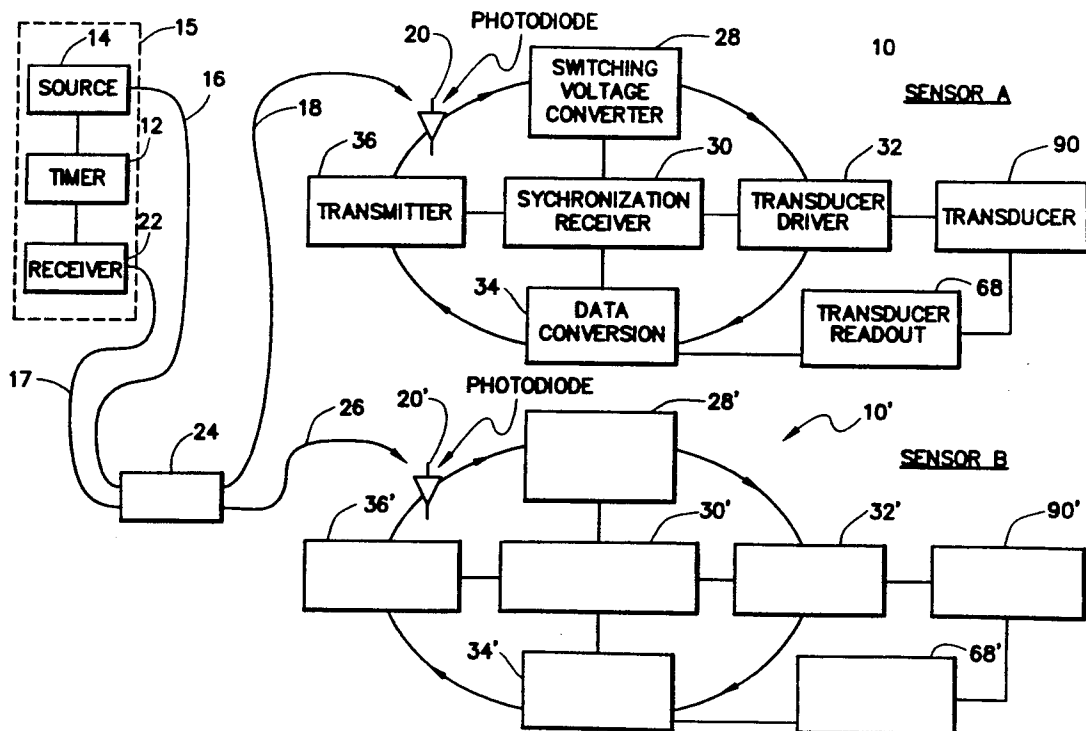 14
15
SOURCE
16
12
TIMER
22
RECEIVER
17
18
24
26
20
PHOTODIODE
28
SWITCHING
VOLTAGE
CONVERTER
10
SENSOR A
36
TRANSMITTER
30
SYCHRONIZATION
RECEIVER
32
TRANSDUCER
DRIVER
90
TRANSDUCER
34
DATA
CONVERSION
68
TRANSDUCER
READOUT
PHOTODIODE
20'
28'
10'
SENSOR B
36'
30'
32'
90'
34'
68'